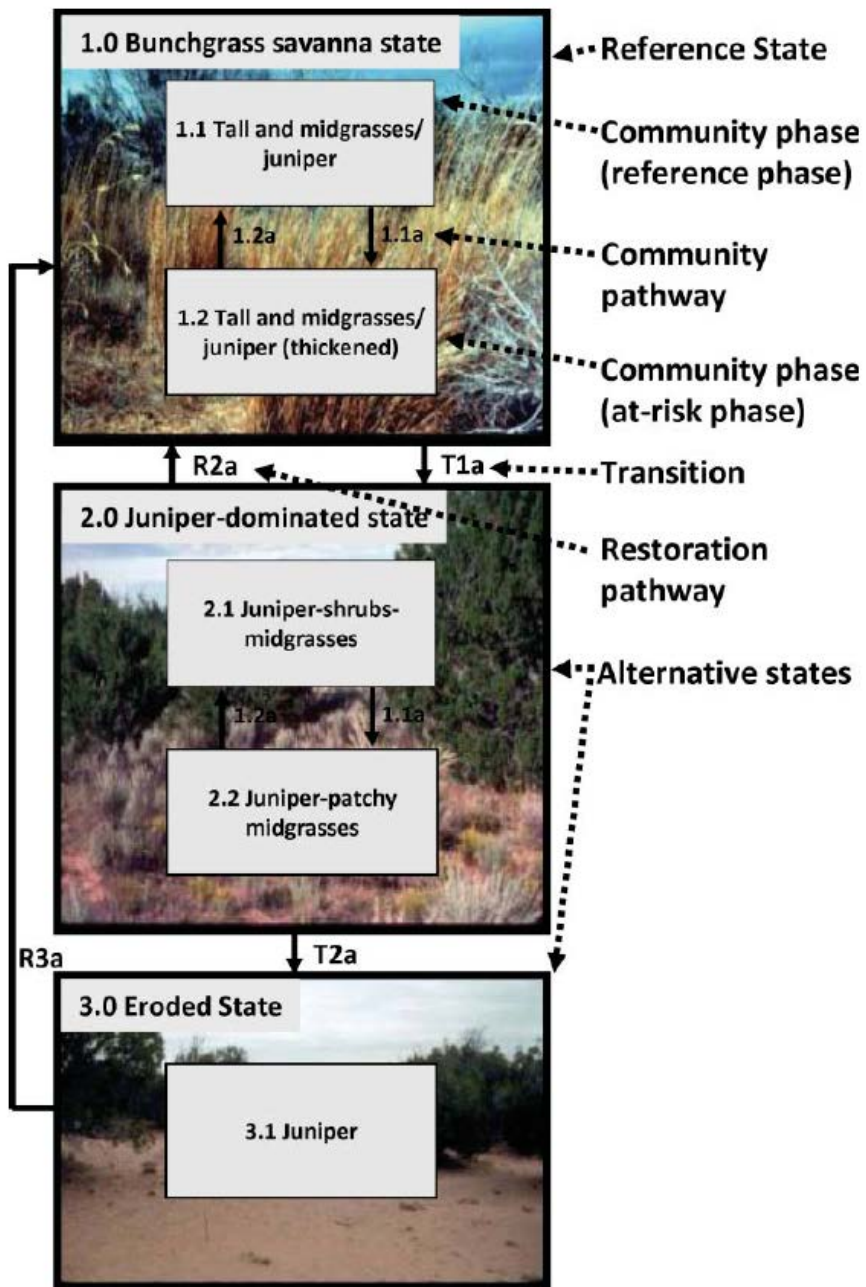 1.0 Bunchgrass savanna state
Reference State
1.1 Tall and midgrasses/
juniper
Community phase
(reference phase)
1.2a
1.1a
Community
pathway
1.2 Tall and midgrasses/
juniper (thickened)
Community phase
(at-risk phase)
R2a
T1a
Transition
2.0 Juniper-dominated state
Restoration
pathway
2.1 Juniper-shrubs-
midgrasses
Alternative states
1.2a
1.1a
2.2 Juniper-patchy
midgrasses
R3a
T2a
3.0 Eroded State
3.1 Juniper